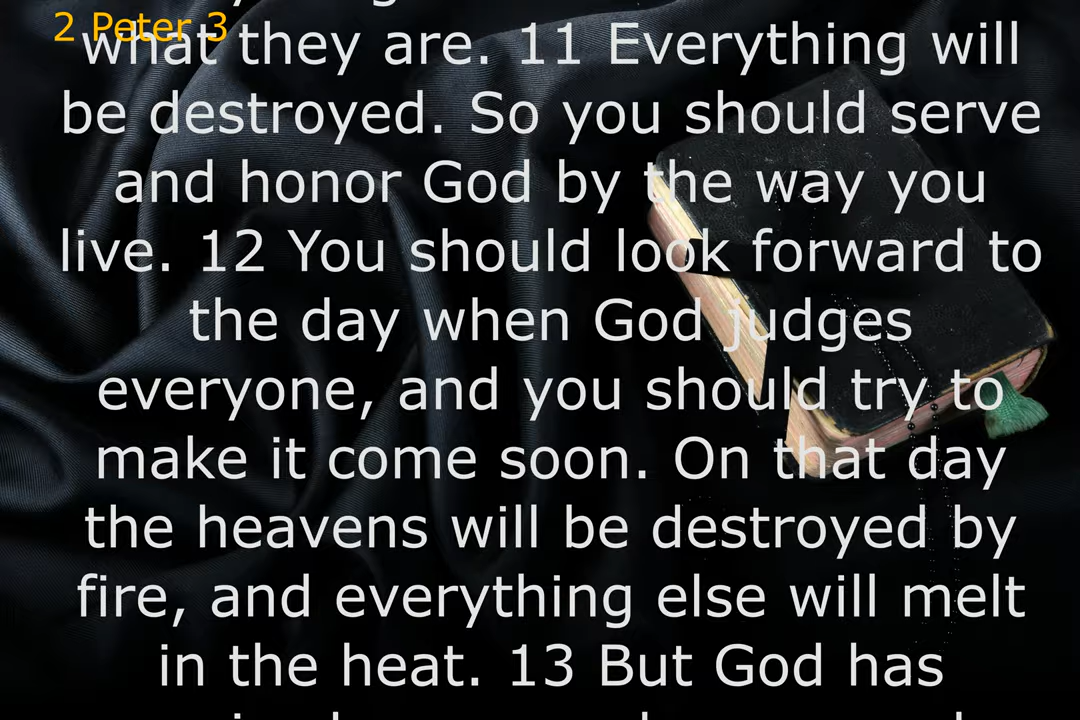 2 Peter 3
what they are. 11 Everything will
be destroyed. So you should serve
and honor God by the way you
live. 12 You should look forward to
the day when God judges
everyone, and you should try to
make it come soon. On that day
the heavens will be destroyed by
fire, and everything else will melt
in the heat. 13 But God has